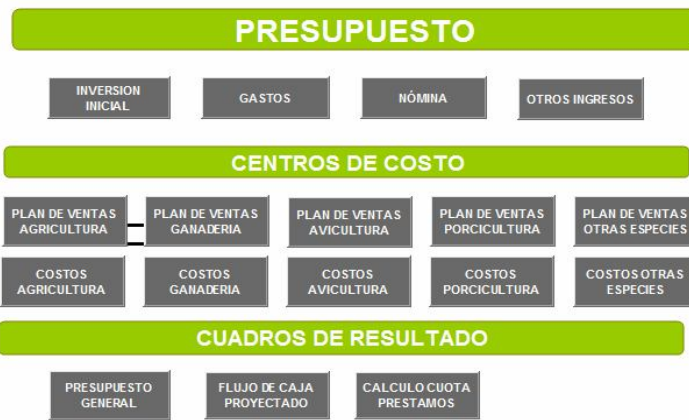 PRESUPUESTO
INVERSION
INICIAL
GASTOS
NÓMINA
OTROS INGRESOS
CENTROS DE COSTO
PLAN DE VENTAS
AGRICULTURA
PLAN DE VENTAS
GANADERIA
PLAN DE VENTAS
AVICULTURA
PLAN DE VENTAS
PORCICULTURA
PLAN DE VENTAS
OTRAS ESPECIES
COSTOS
AGRICULTURA
COSTOS
GANADERIA
COSTOS
AVICULTURA
COSTOS
PORCICULTURA
COSTOS OTRAS
ESPECIES
CUADROS DE RESULTADO
PRESUPUESTO
GENERAL
FLUJO DE CAJA
PROYECTADO
CALCULO CUOTA
PRESTAMOS